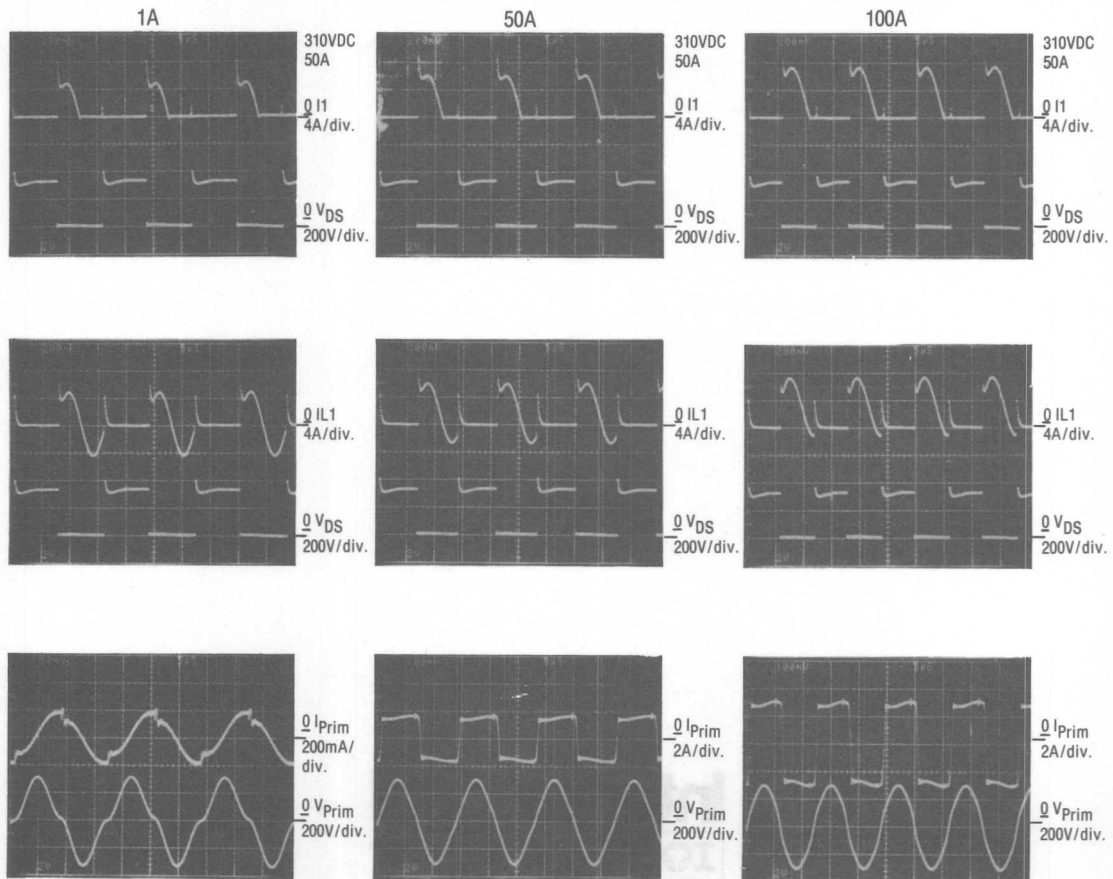 1A
50A
100A
310VDC
50A
0 I1
4A/div.
0 VDS
200V/div.
310VDC
50A
0 I1
4A/div.
0 VDS
200V/div.
310VDC
50A
0 I1
4A/div.
0 VDS
200V/div.
0 IL1
4A/div.
0 VDS
200V/div.
0 IL1
4A/div.
0 VDS
200V/div.
0 IL1
4A/div.
0 VDS
200V/div.
0 IPrim
200mA/
div.
0 VPrim
200V/div.
0 IPrim
2A/div.
0 VPrim
200V/div.
0 IPrim
2A/div.
0 VPrim
200V/div.